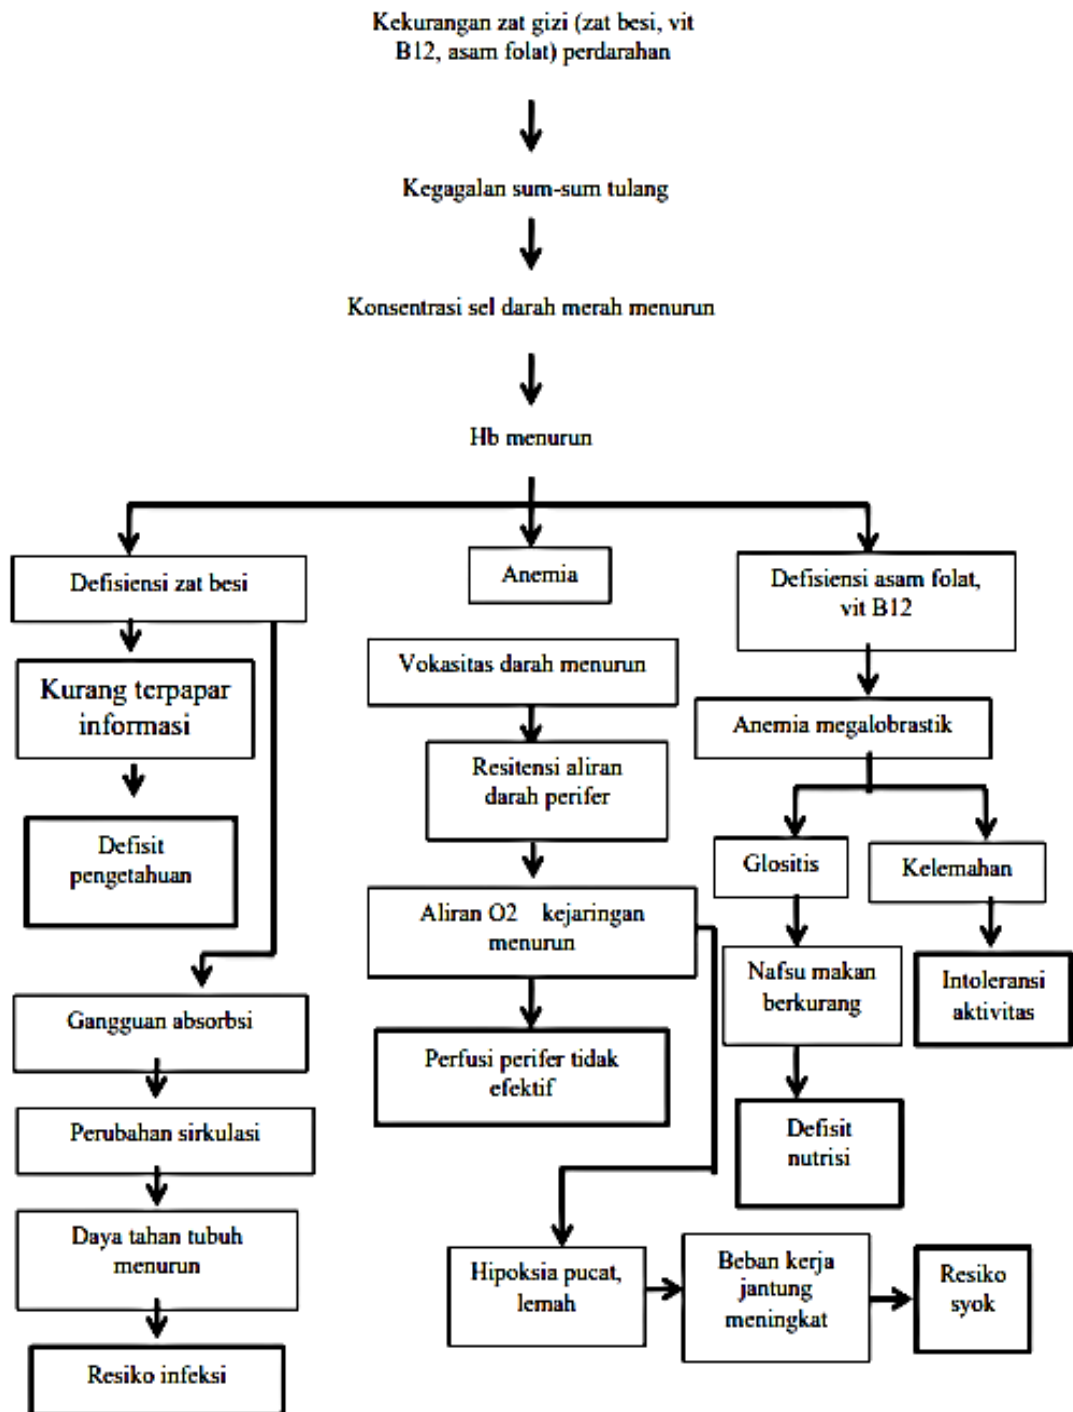 Kekurangan zat gizi (zat besi, vit
B12, asam folat) perdarahan
Kegagalan sum-sum tulang
Konsentrasi sel darah merah menurun
Hb menurun
Defisiensi zat besi
Anemia
Defisiensi asam folat,
vit B12
Kurang terpapar
informasi
Vokasitas darah menurun
Anemia megalobrastik
Defisit
pengetahuan
Resitensi aliran
darah perifer
Glositis
Kelemahan
Aliran O2 kejaringan
menurun
Nafsu makan
berkurang
Intoleransi
aktivitas
Gangguan absorbsi
Perfusi perifer tidak
efektif
Perubahan sirkulasi
Defisit
nutrisi
Daya tahan tubuh
menurun
Hipoksia pucat,
lemah
Beban kerja
jantung
meningkat
Resiko
syok
Resiko infeksi